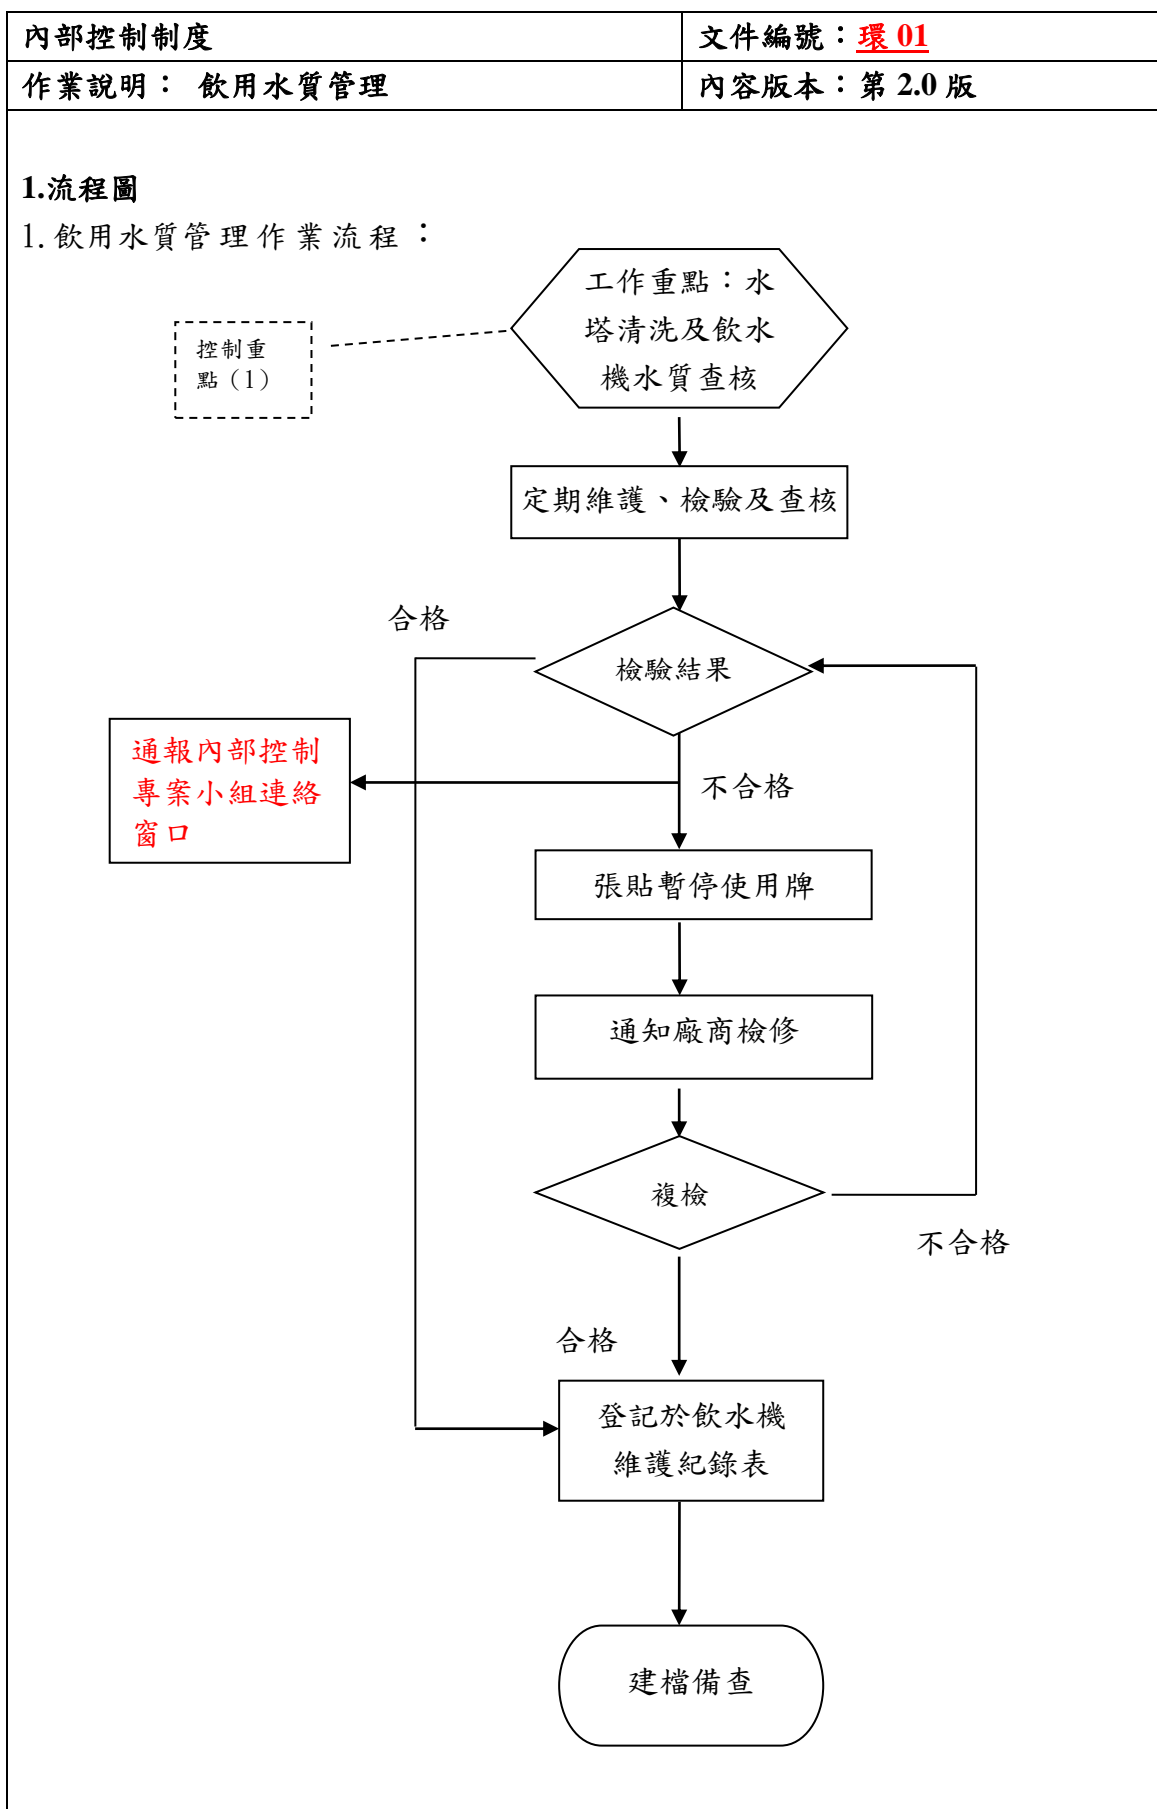 內部控制制度
文件編號：環 01
作業說明： 飲用水質管理
內容版本：第 2.0 版
1.流程圖
1.飲用水質管理作業流程：
工作重點：水
塔清洗及飲水
機水質查核
控制重
點（1）
定期維護、檢驗及查核
合格
檢驗結果
通報內部控制
專案小組連絡
窗口
不合格
張貼暫停使用牌
通知廠商檢修
複檢
不合格
合格
登記於飲水機
維護紀錄表
建檔備查